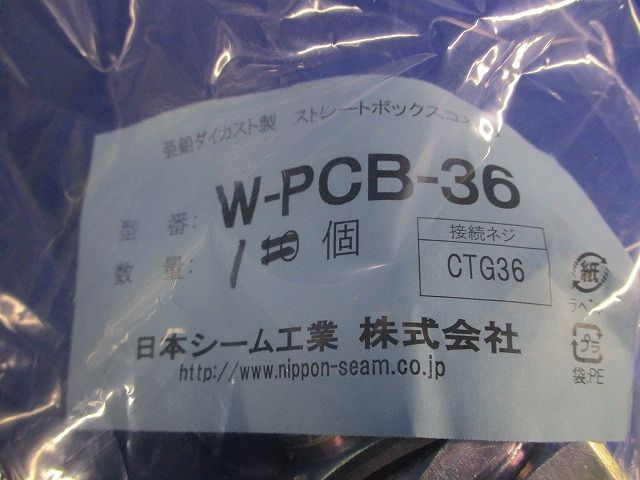 亜鉛ダイカスト製 ストレートボックスコネ
型 番: W-PCB-36
数 量: 1 個
接続ネジ
CTG36
日本シーム工業 株式会社
http://www.nippon-seam.co.jp
紙
ラベ
プラ
袋:PE